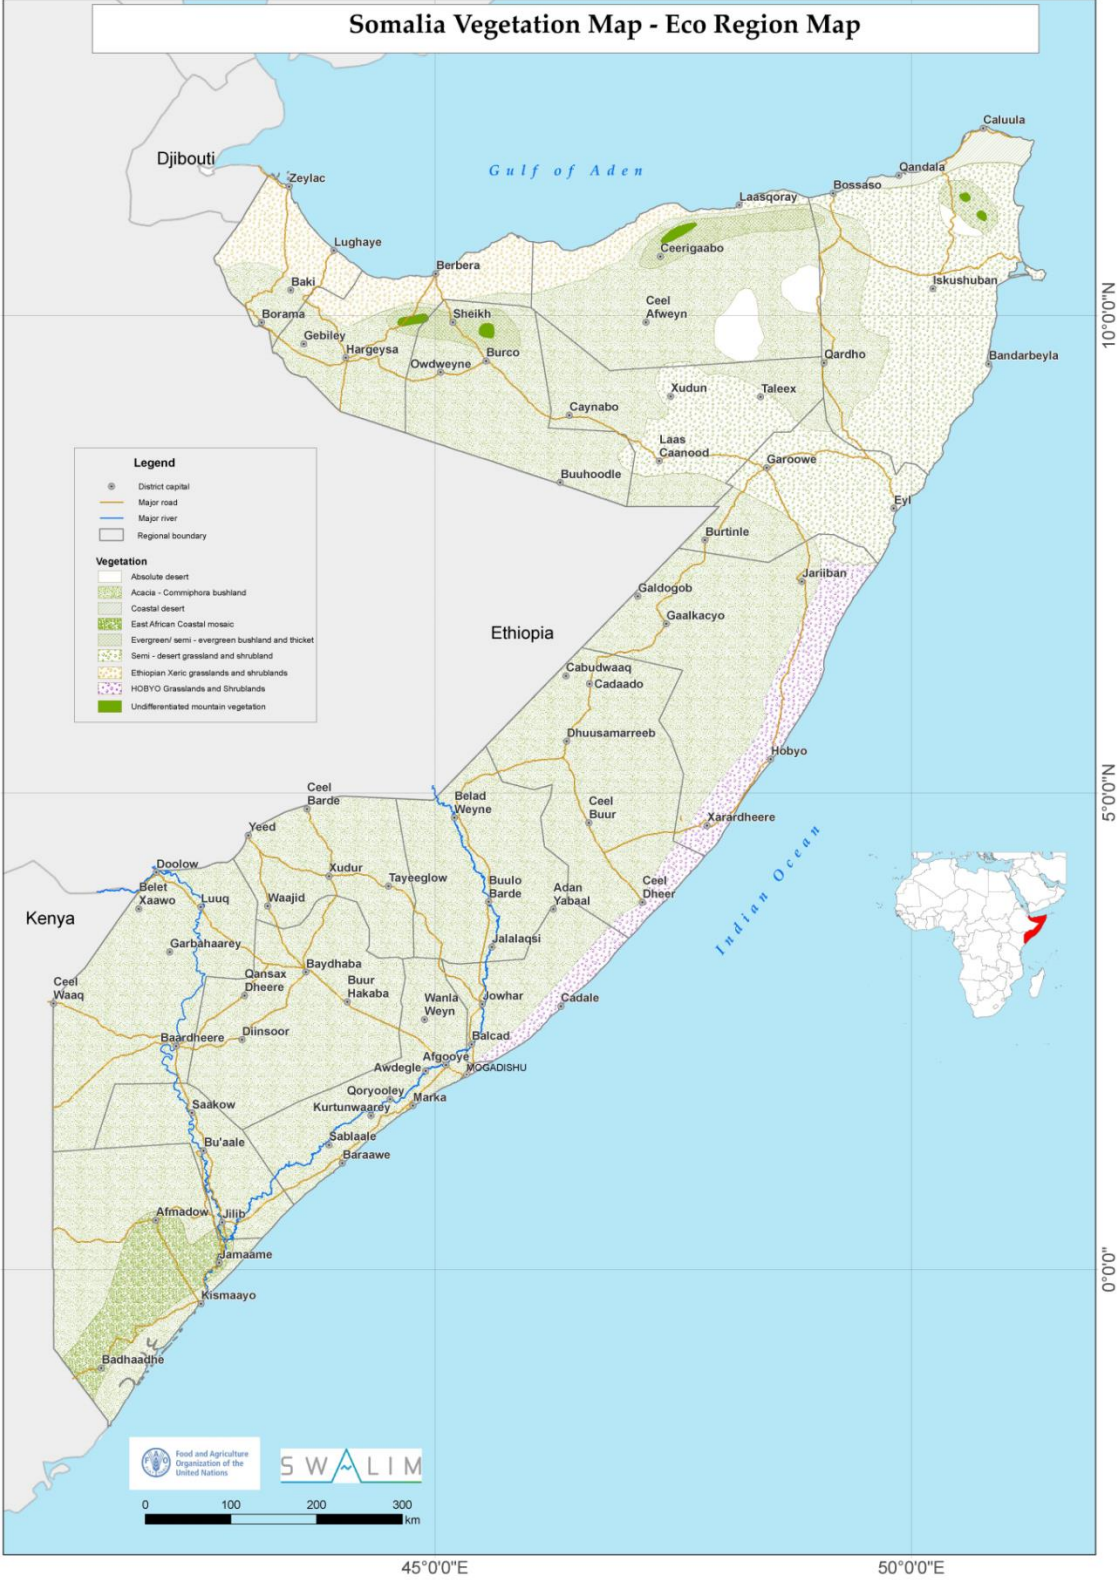 Somalia Vegetation Map - Eco Region Map
Caluula
Djibouti
Qandala
Gulf of Aden
Zeylac
Bossaso
Laasqoray
Lughaye
Ceerigaabo
Berbera
Baki
Iskushuban
10°0'0"N
Ceel
Afweyn
Borama
Sheikh
Gebiley
Hargeysa
Burco
Owdweyne
Qardho
Bandarbeyla
Xudun
Taleex
Caynabo
Laas
Caanood
Garoowe
Buuhoodle
Eyl
Legend
District capital
Major road
Major river
Regional boundary
Vegetation
Absolute desert
Acacia - Commiphora bushland
Coastal desert
East African Coastal mosaic
Evergreen/ semi - evergreen bushland and thicket
Semi - desert grassland and shrubland
Ethiopian Xeric grasslands and shrublands
HOBYO Grasslands and Shrublands
Undifferentiated mountain vegetation
Burtinle
Jariiban
Galdogob
Gaalkacyo
Ethiopia
Cabudwaaq
Cadaado
Dhuusamarreeb
Hobyo
5°0'0"N
Ceel
Barde
Belad
Weyne
Ceel
Buur
Xarardheere
Yeed
Indian Ocean
Doolow
Xudur
Tayeeglow
Belet
Xaawo
Luuq
Waajid
Buulo
Barde
Adan
Yabaal
Ceel
Dheer
Kenya
Garbahaarey
Jalalaqsi
Baydhaba
Ceel
Waaq
Qansax
Dheere
Buur
Hakaba
Wanla
Weyn
Jowhar
Cadale
Baardheere
Diinsoor
Balcad
Afgooye
Awdegle
MOGADISHU
Qoryooley
Marka
Saakow
Kurtunwaarey
Sablaale
Bu'aale
Baraawe
Afmadow
Jilib
Jamaame
0°0'0"
Kismaayo
Badhaadhe
Food and Agriculture
Organization of the
United Nations
SWALIM
0 100 200 300
km
45°0'0"E
50°0'0"E